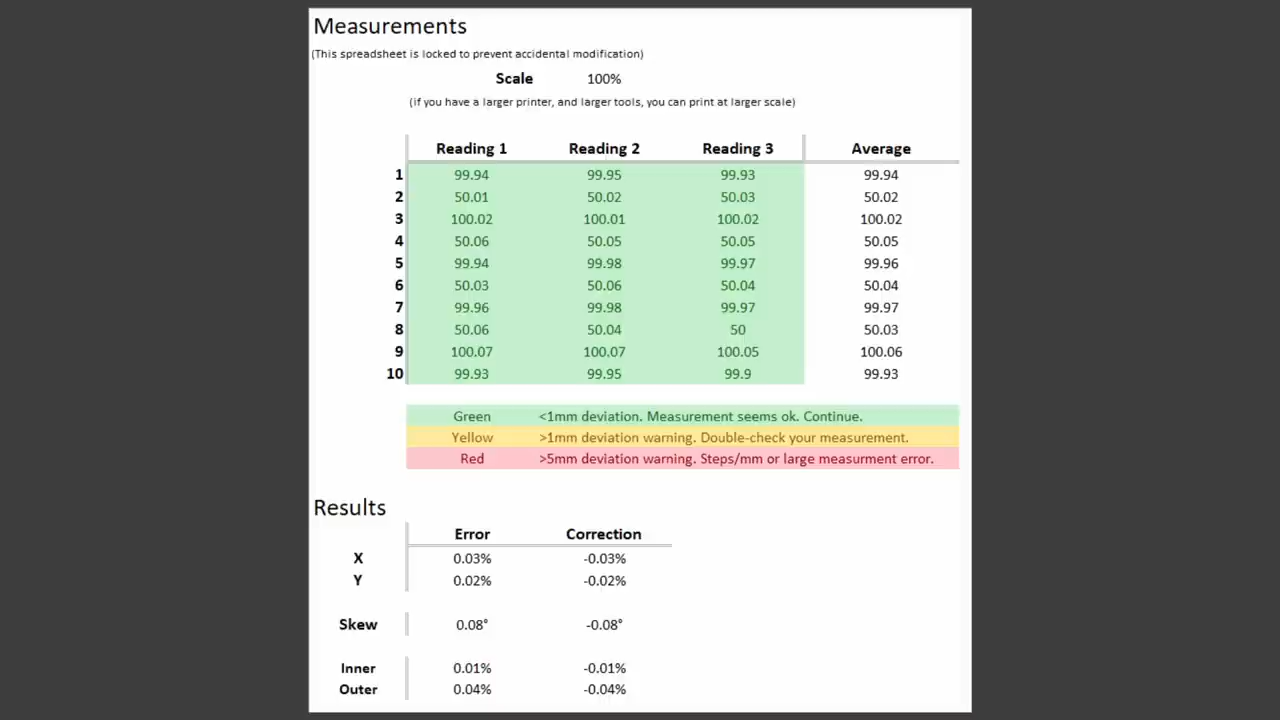 Measurements
(This spreadsheet is locked to prevent accidental modification)
Scale 100%
(if you have a larger printer, and larger tools, you can print at larger scale)
Reading 1 Reading 2 Reading 3 Average
1 99.94 99.95 99.93 99.94
2 50.01 50.02 50.03 50.02
3 100.02 100.01 100.02 100.02
4 50.06 50.05 50.05 50.05
5 99.94 99.98 99.97 99.96
6 50.03 50.06 50.04 50.04
7 99.96 99.98 99.97 99.97
8 50.06 50.04 50 50.03
9 100.07 100.07 100.05 100.06
10 99.93 99.95 99.9 99.93
Green <1mm deviation. Measurement seems ok. Continue.
Yellow >1mm deviation warning. Double-check your measurement.
Red >5mm deviation warning. Steps/mm or large measurment error.
Results
Error Correction
X 0.03% -0.03%
Y 0.02% -0.02%
Skew 0.08° -0.08°
Inner 0.01% -0.01%
Outer 0.04% -0.04%